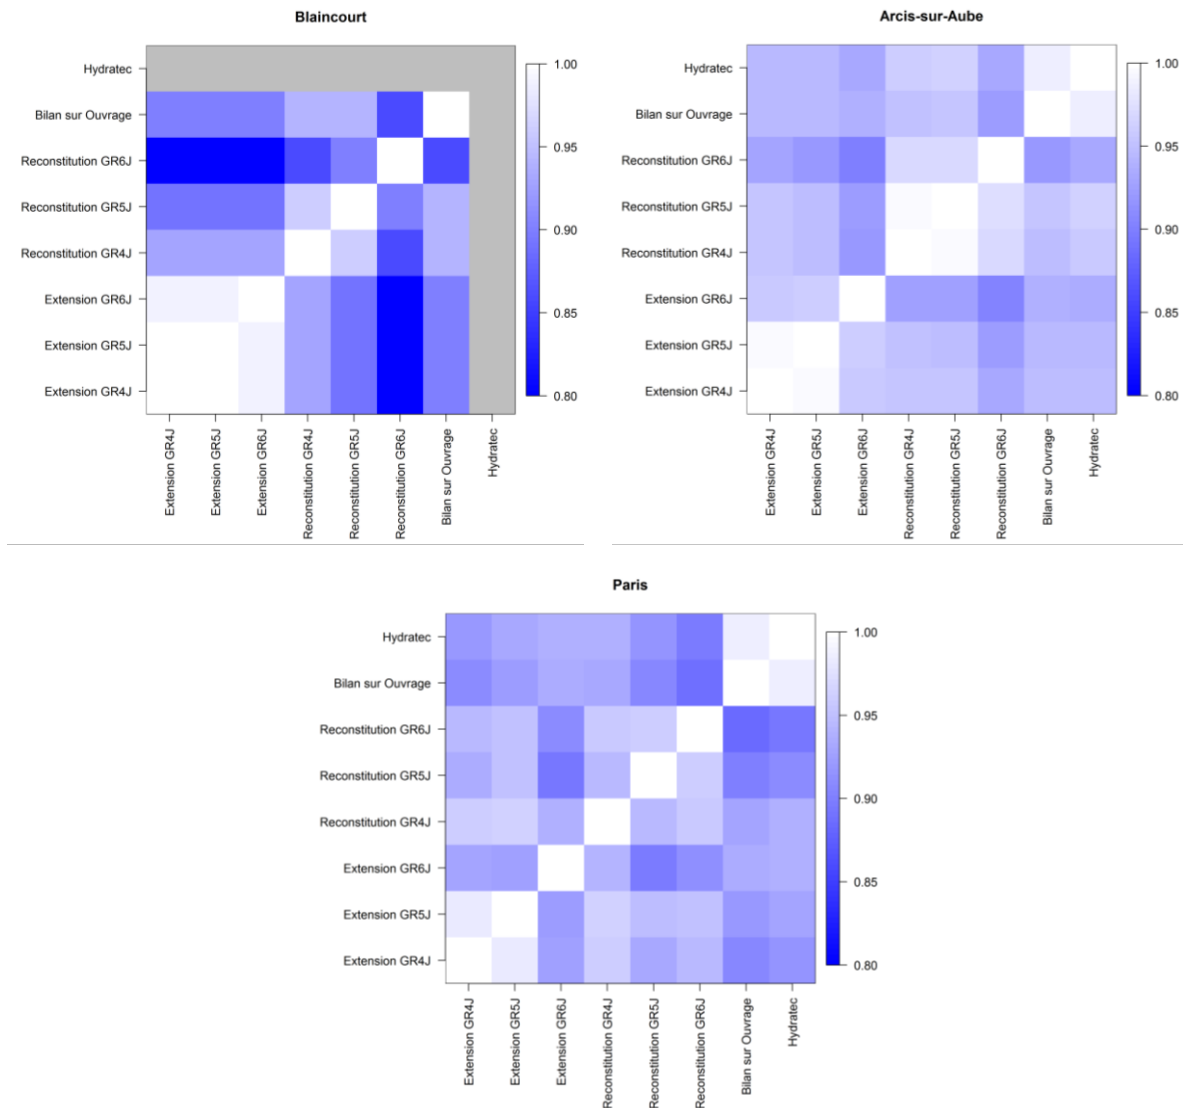 Blaincourt
Hydratec
Bilan sur Ouvrage
Reconstitution GR6J
Reconstitution GR5J
Reconstitution GR4J
Extension GR6J
Extension GR5J
Extension GR4J
1.00
0.95
0.90
0.85
0.80
Extension GR4J
Extension GR5J
Extension GR6J
Reconstitution GR4J
Reconstitution GR5J
Reconstitution GR6J
Bilan sur Ouvrage
Hydratec
Arcis-sur-Aube
Hydratec
Bilan sur Ouvrage
Reconstitution GR6J
Reconstitution GR5J
Reconstitution GR4J
Extension GR6J
Extension GR5J
Extension GR4J
1.00
0.95
0.90
0.85
0.80
Extension GR4J
Extension GR5J
Extension GR6J
Reconstitution GR4J
Reconstitution GR5J
Reconstitution GR6J
Bilan sur Ouvrage
Hydratec
Paris
Hydratec
Bilan sur Ouvrage
Reconstitution GR6J
Reconstitution GR5J
Reconstitution GR4J
Extension GR6J
Extension GR5J
Extension GR4J
1.00
0.95
0.90
0.85
0.80
Extension GR4J
Extension GR5J
Extension GR6J
Reconstitution GR4J
Reconstitution GR5J
Reconstitution GR6J
Bilan sur Ouvrage
Hydratec